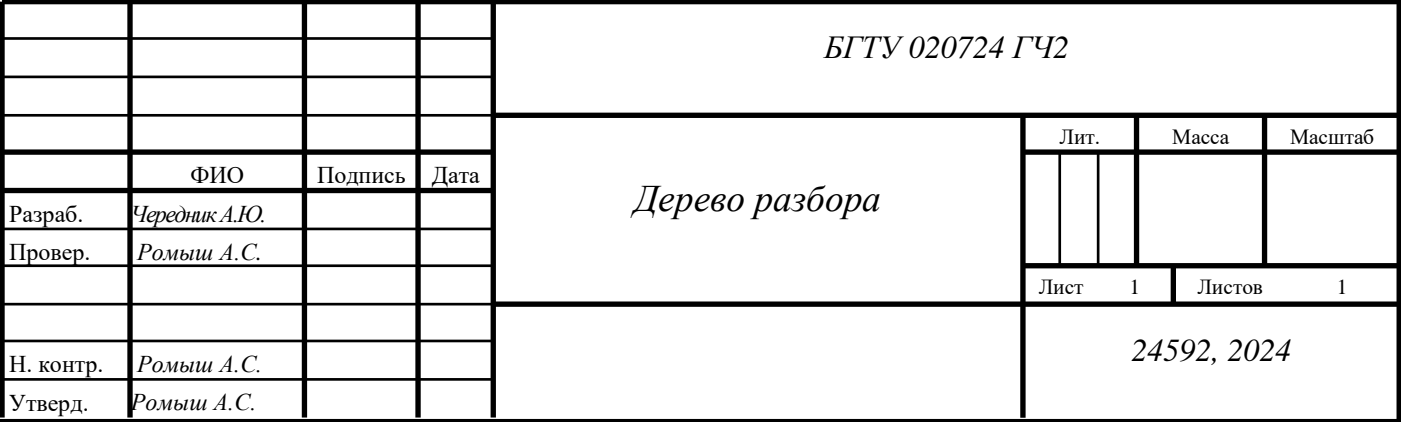 БГТУ 020724 ГЧ2
Лит. Масса Масштаб
ФИО Подпись Дата
Дерево разбора
Разраб. Чередник А.Ю.
Провер. Ромыш А.С.
Лист 1 Листов 1
24592, 2024
Н. контр. Ромыш А.С.
Утверд. Ромыш А.С.